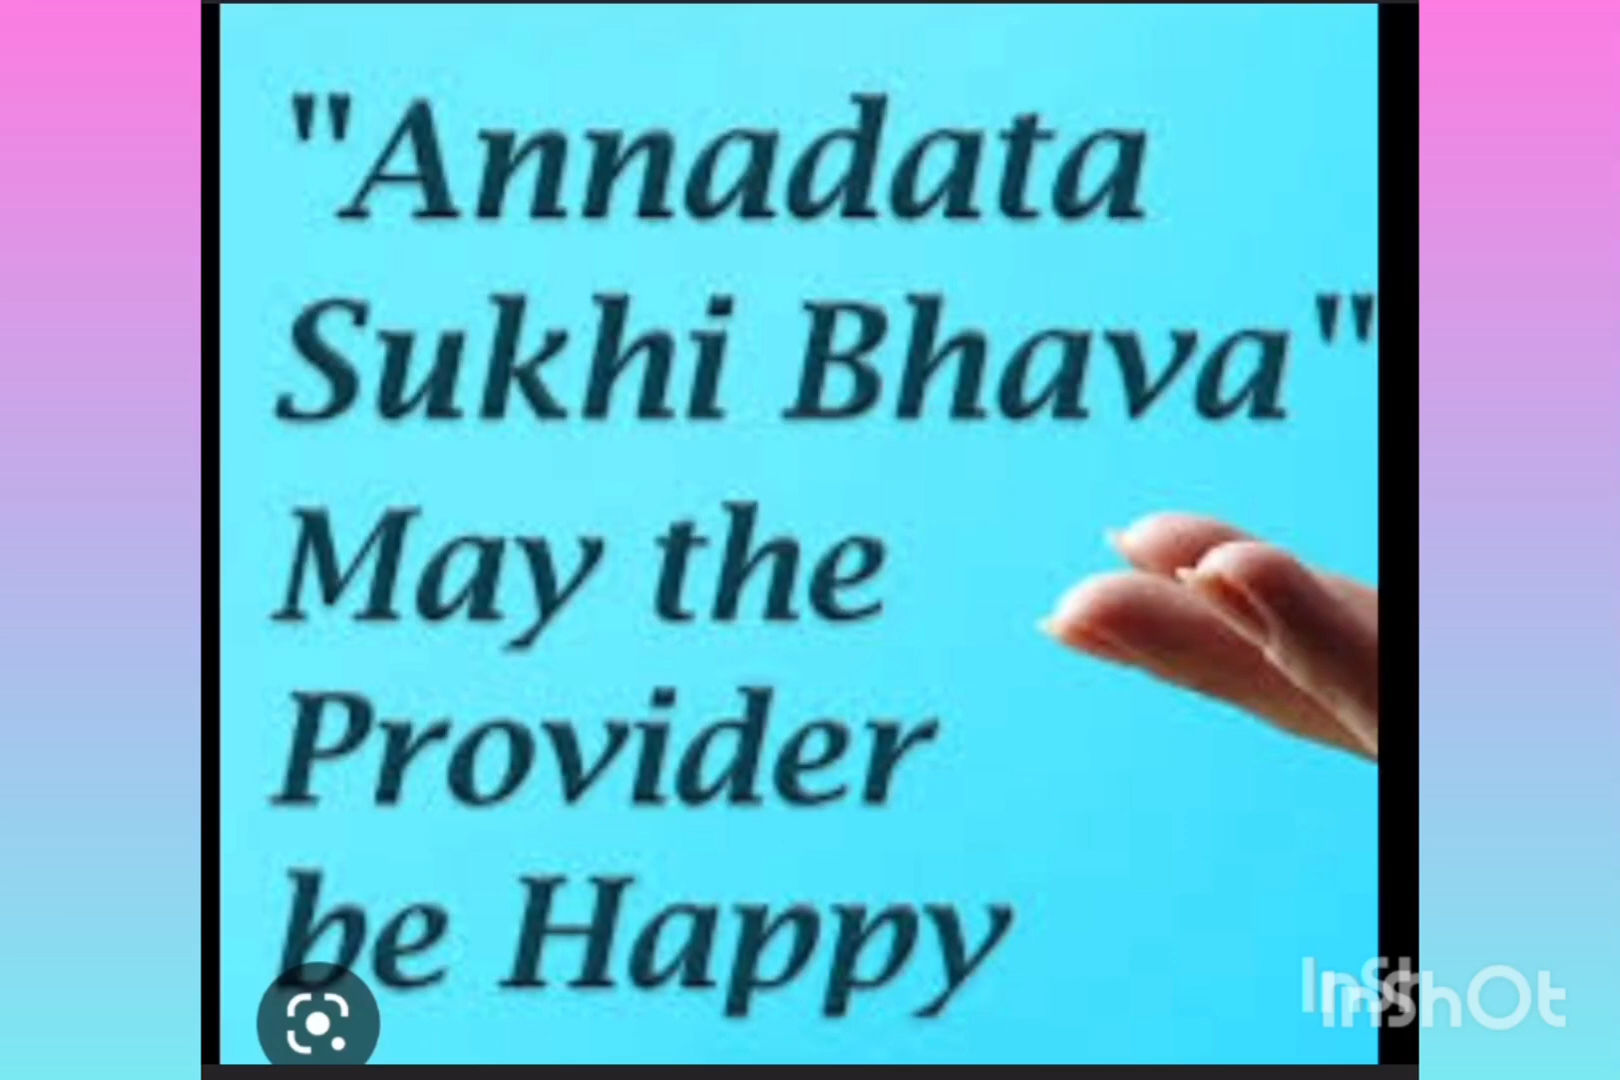 "Annadata
Sukhi Bhava"
May the
Provider
be Happy
InShOt